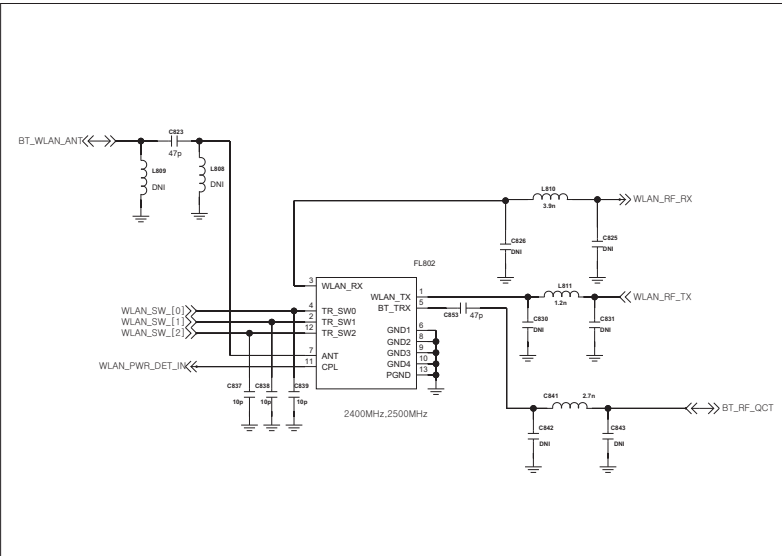 C823
BT_WLAN_ANT
47p
L809
L808
DNI
DNI
L810
WLAN_RF_RX
3.9n
C826
DNI
C825
DNI
FL802
3
WLAN_RX
L811
WLAN_TX
1
WLAN_RF_TX
1.2n
WLAN_SW_[0]
4
TR_SW0
BT_TRX
5
C853
47p
WLAN_SW_[1]
2
TR_SW1
C830
DNI
C831
DNI
WLAN_SW_[2]
12
TR_SW2
GND1
6
GND2
8
7
ANT
GND3
9
WLAN_PWR_DET_IN
11
CPL
GND4
10
PGND
13
C837
C838
C839
10p
10p
10p
C841
2.7n
BT_RF_QCT
2400MHz,2500MHz
C842
DNI
C843
DNI